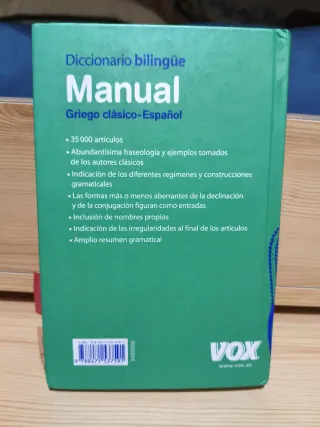 Diccionario bilingüe
Manual
Griego clásico-Español
• 35 000 artículos
• Abundantísima fraseología y ejemplos tomados
de los autores clásicos
• Indicación de los diferentes regímenes y construcciones
gramaticales
• Las formas más o menos aberrantes de la declinación
y de la conjugación figuran como entradas
• Inclusión de nombres propios
• Indicación de las irregularidades al final de los artículos
• Amplio resumen gramatical
VOX
www.vox.es